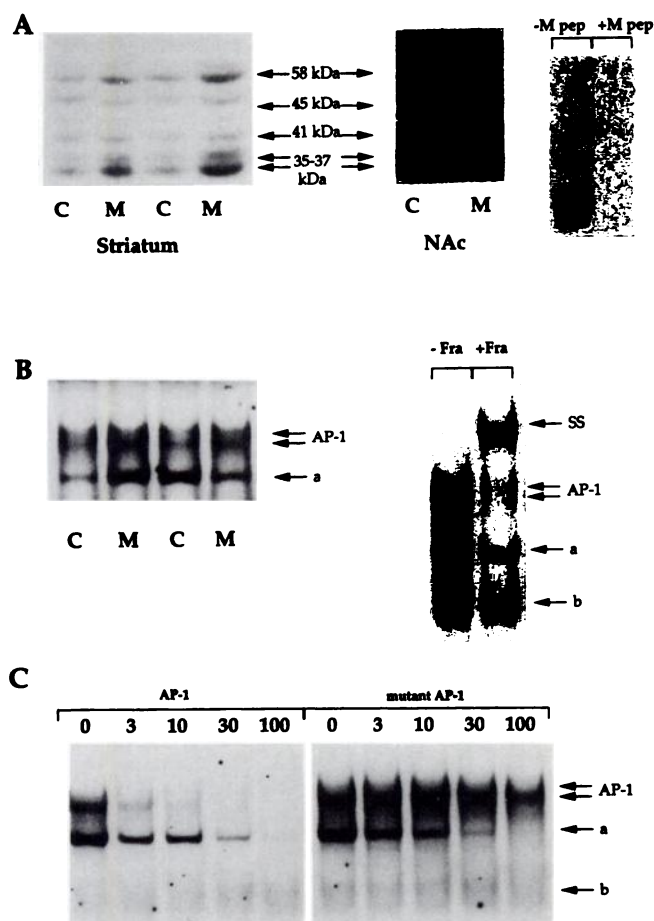 A
-M pep +M pep
58 kDa
45 kDa
41 kDa
35-37
kDa
C M C M
Striatum
C M
NAc
B
- Fra +Fra
AP-1
a
C M C M
SS
AP-1
a
b
C
AP-1 mutant AP-1
0 3 10 30 100 0 3 10 30 100
AP-1
a
b